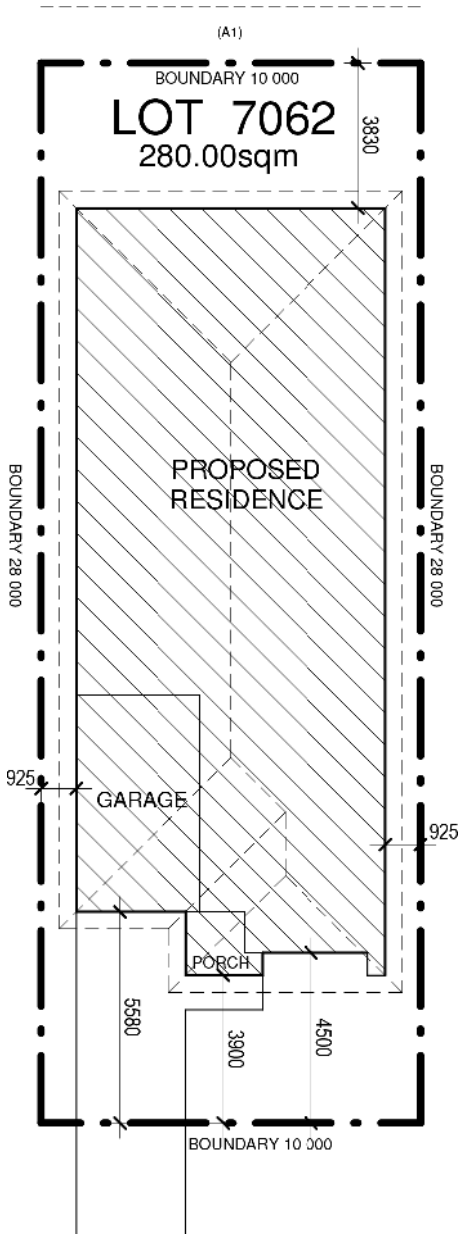 (A1)
BOUNDARY 10 000
LOT 7062
280.00sqm
3830
PROPOSED
RESIDENCE
BOUNDARY 28 000
BOUNDARY 28 000
925
GARAGE
925
PORCH
5580
3900
4500
BOUNDARY 10 000